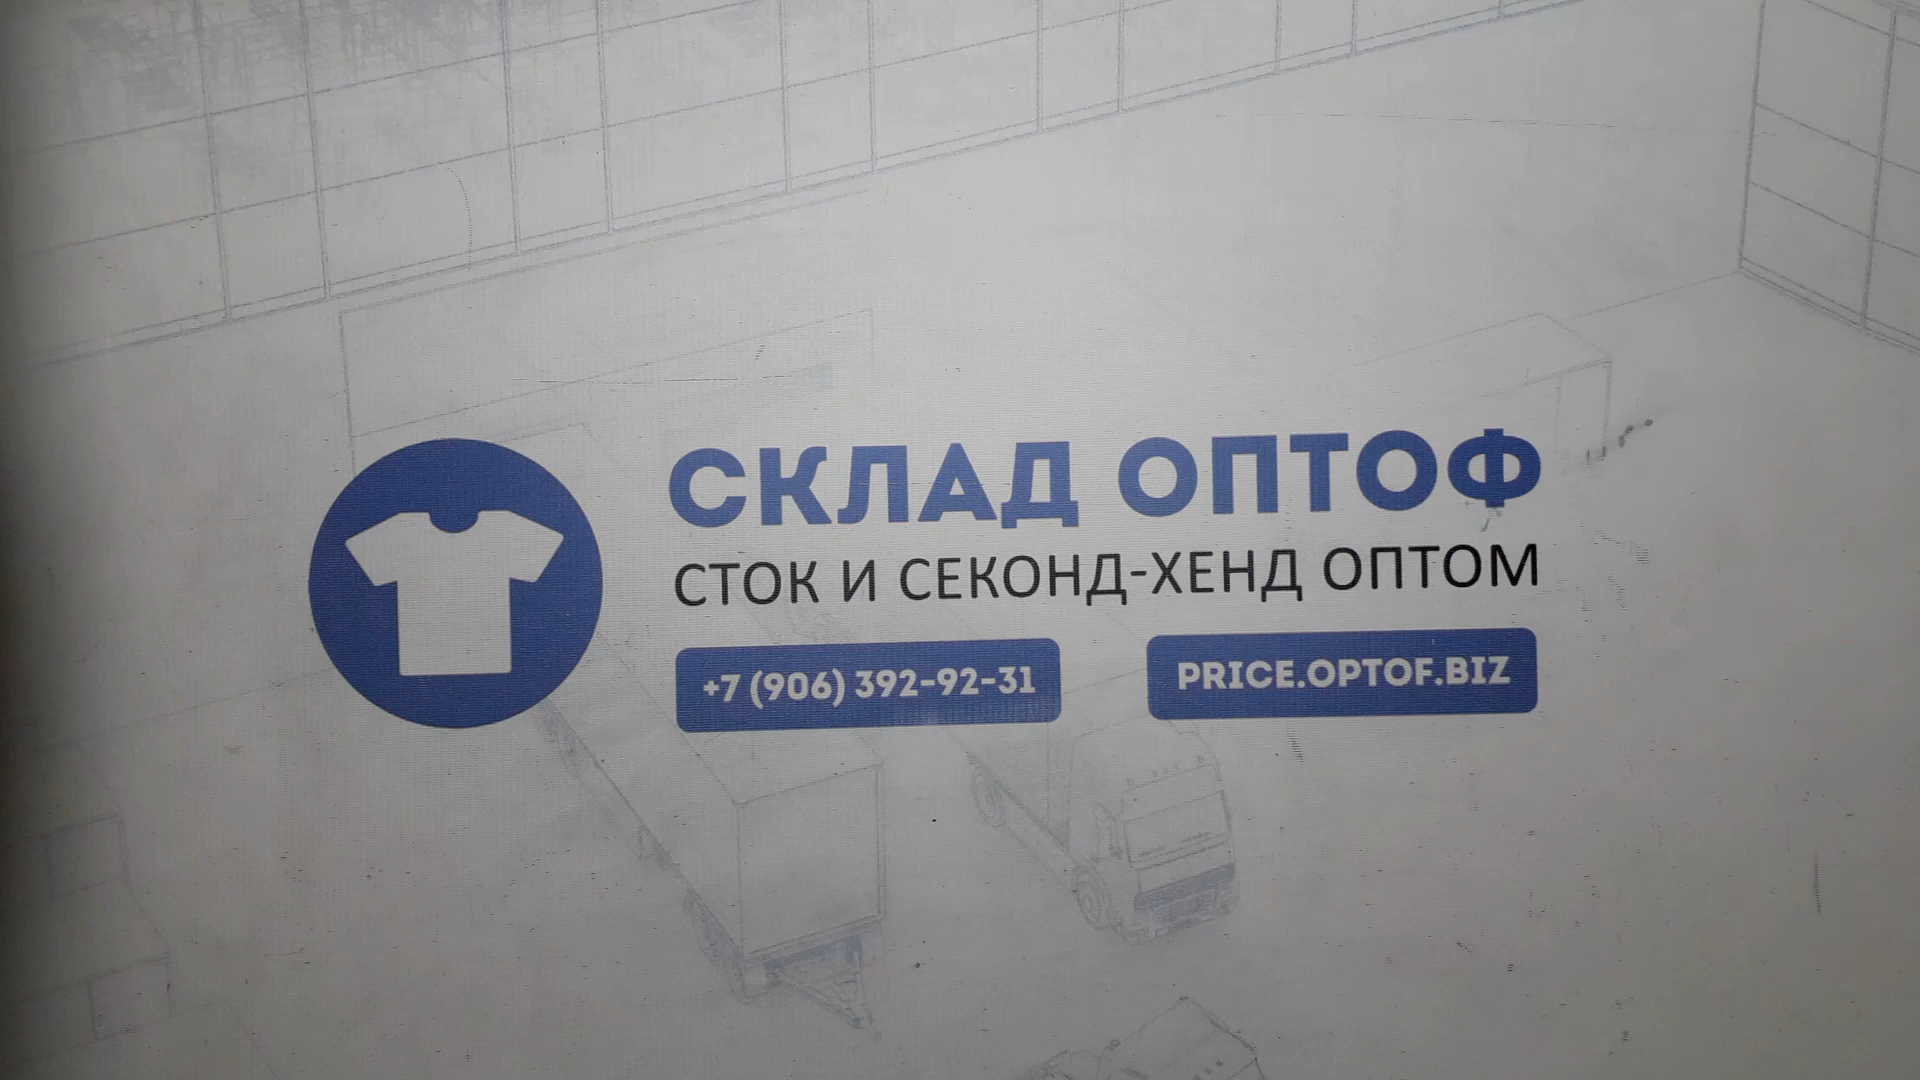 СКЛАД ОПТОФ
СТОК И СЕКОНД-ХЕНД ОПТОМ
+7 (906) 392-92-31
PRICE.OPTOF.BIZ